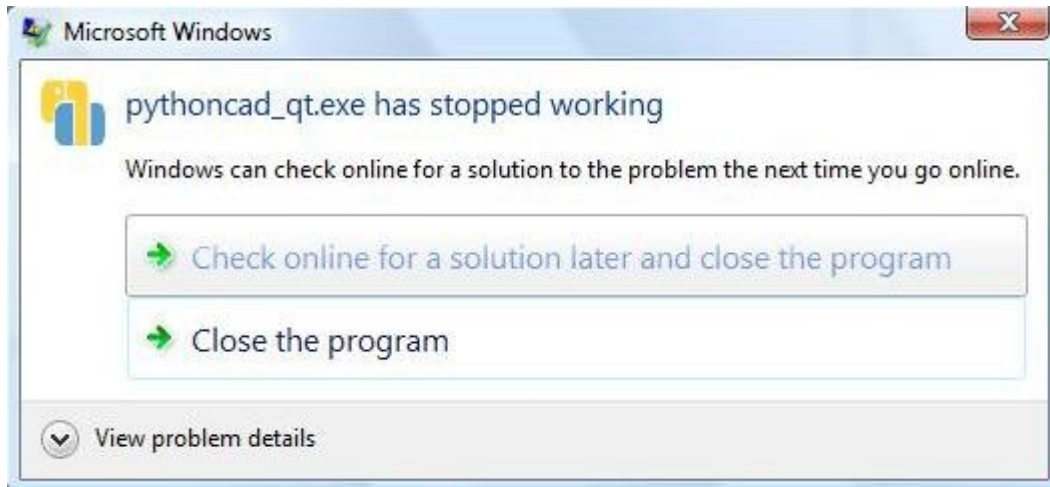 Microsoft Windows
pythoncad_qt.exe has stopped working
Windows can check online for a solution to the problem the next time you go online.
Check online for a solution later and close the program
Close the program
View problem details